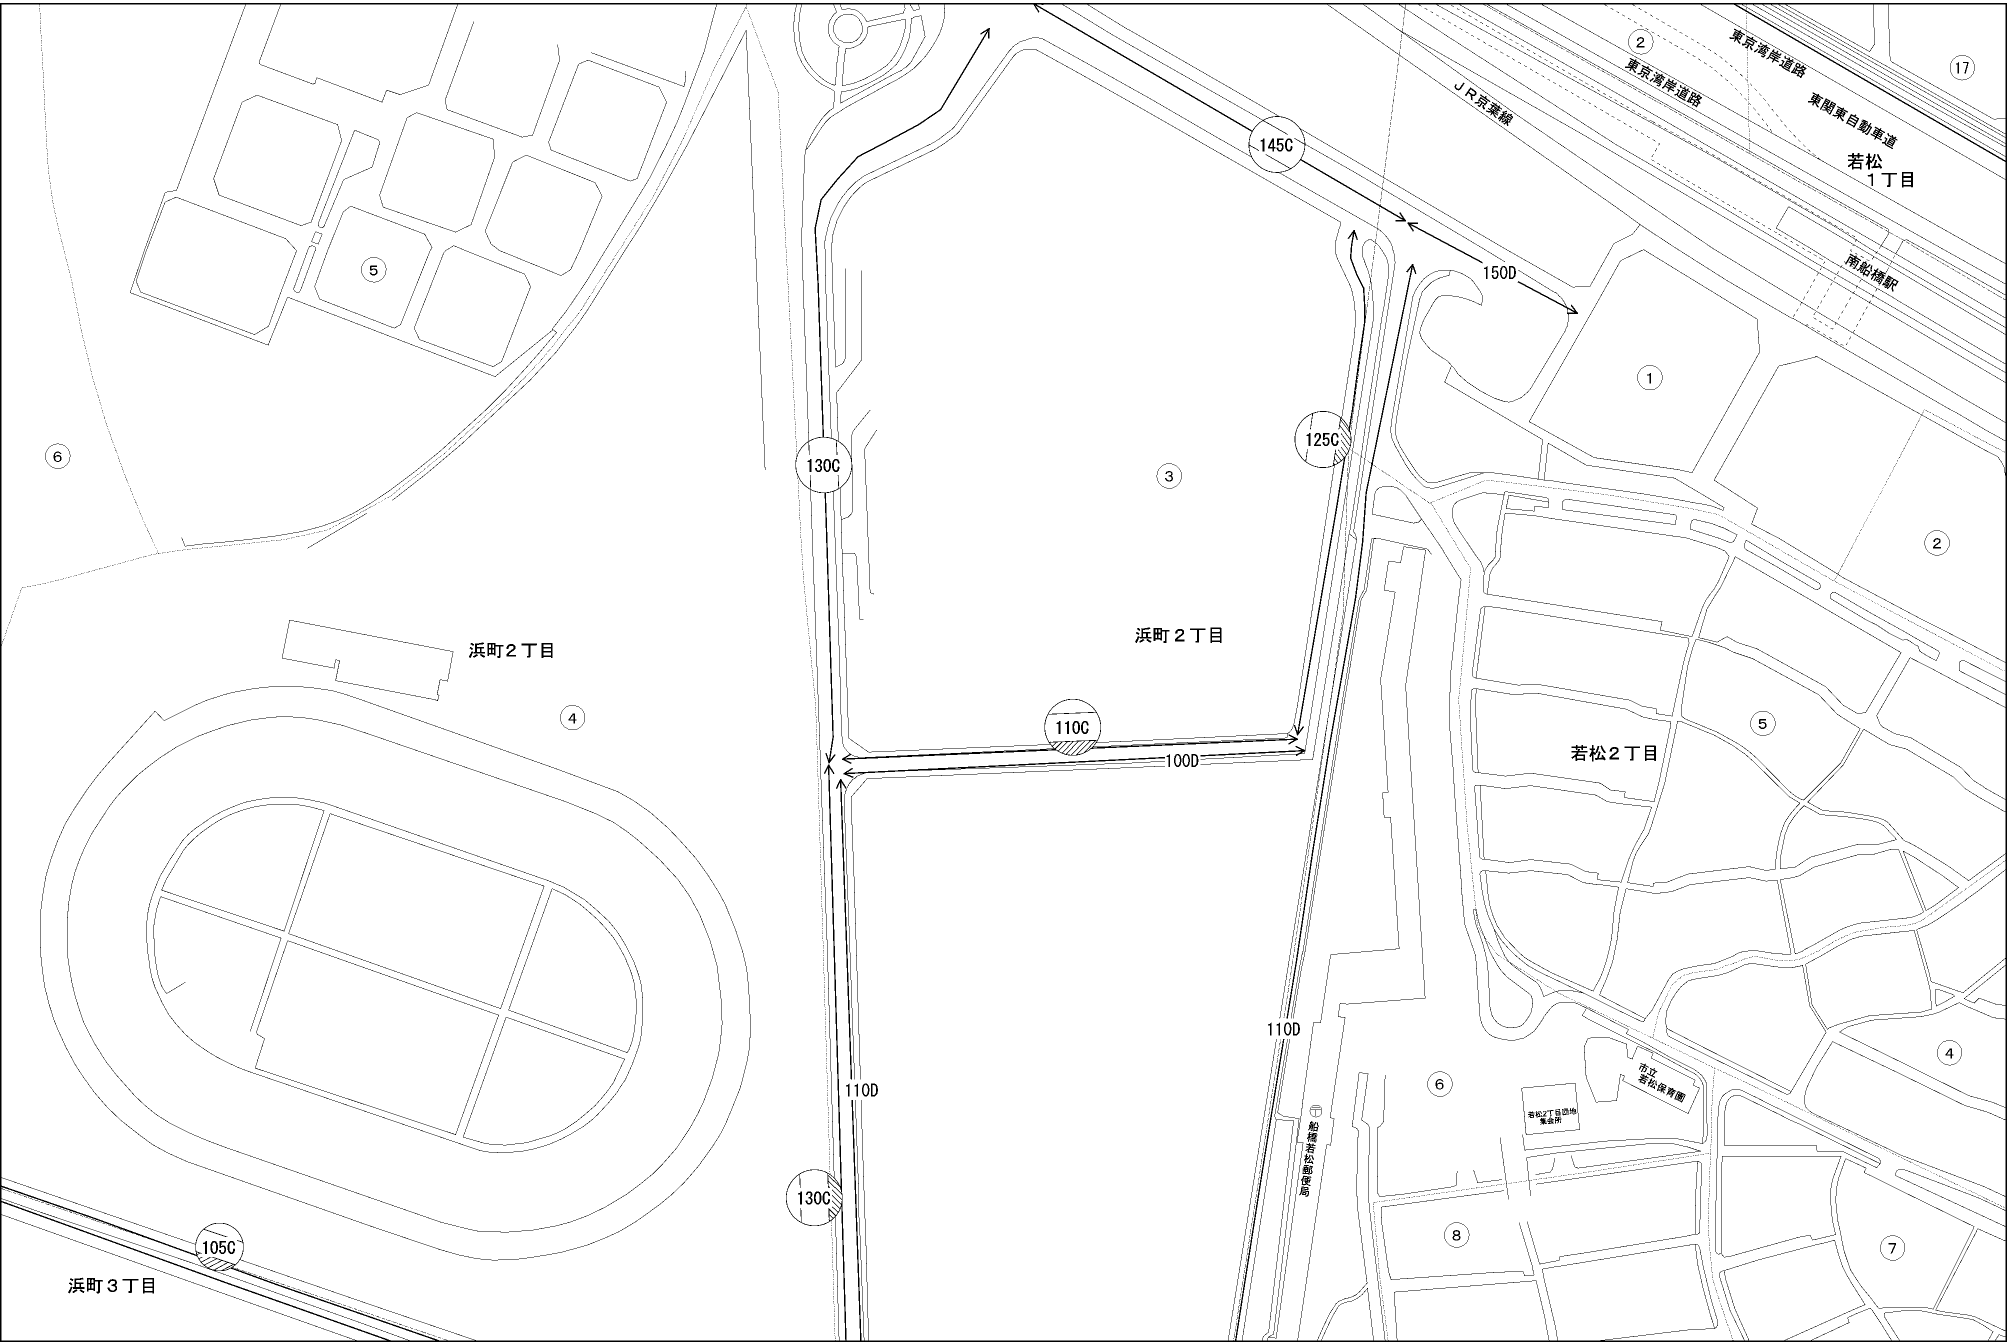 2
17
東京湾岸道路
東京湾岸道路
JR京葉線
東関東自動車道
145C
若松
1丁目
5
150D
南船橋駅
1
6
130C
125C
3
2
浜町2丁目
浜町2丁目
4
110C
100D
若松2丁目
5
110D
110D
4
6
市立
若松保育園
若松2丁目団地
集会所
〒
船橋若松郵便局
130C
105C
8
7
浜町3丁目